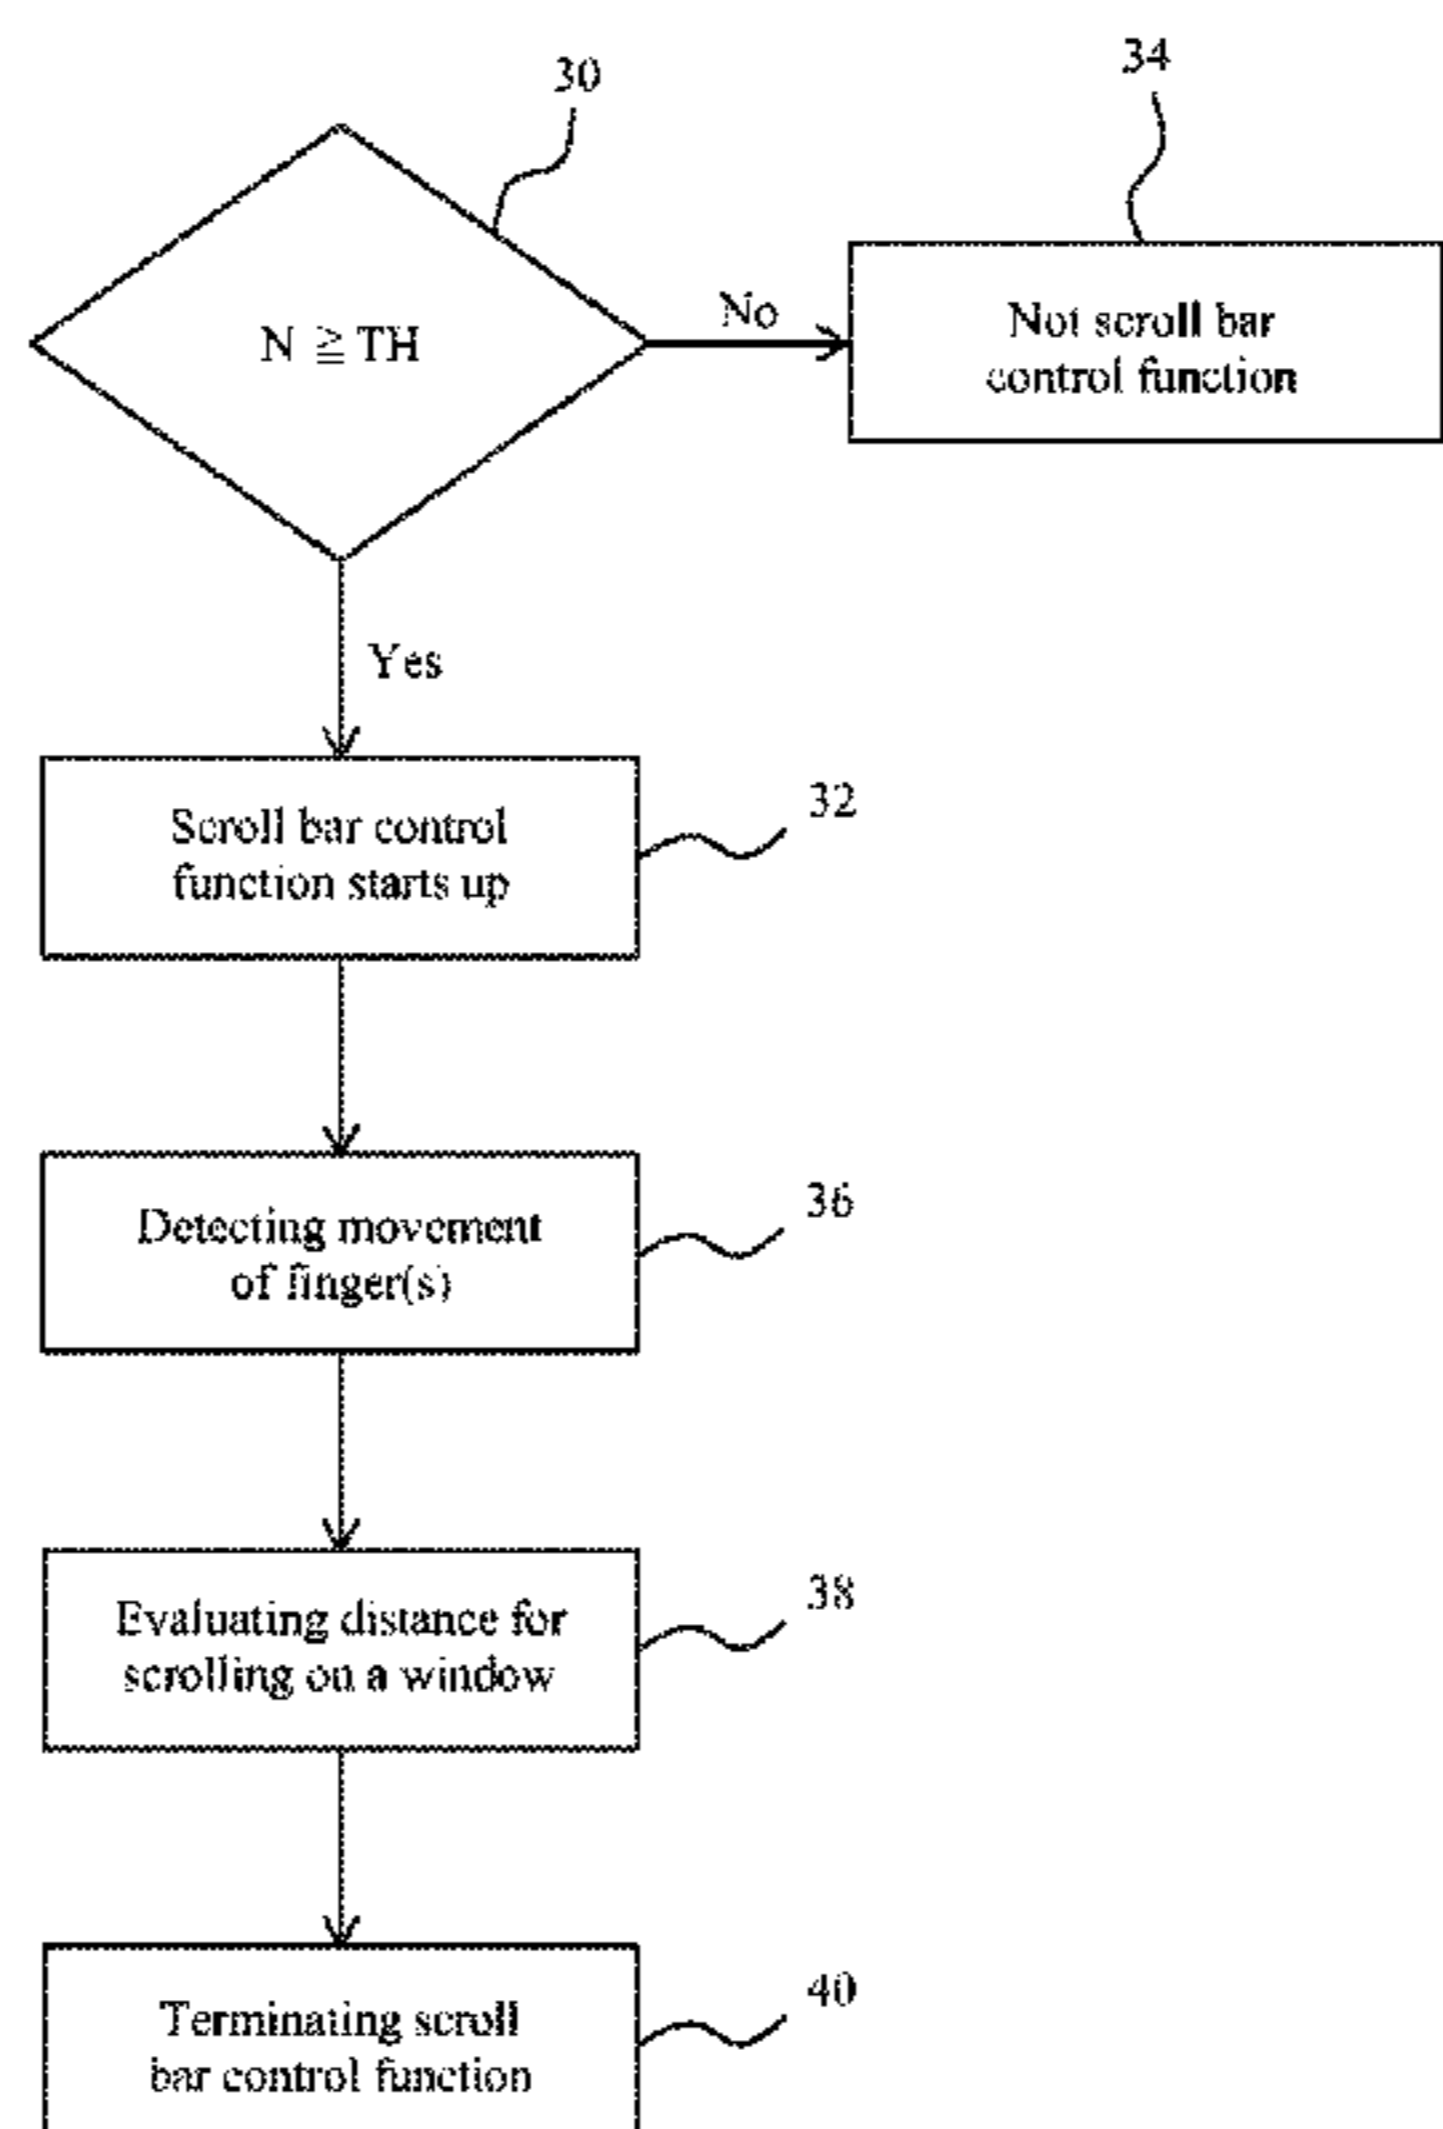 30
34
N ≧ TH
No
Not scroll bar
control function
Yes
Scroll bar control
function starts up
32
Detecting movement
of finger(s)
36
Evaluating distance for
scrolling on a window
38
Terminating scroll
bar control function
40